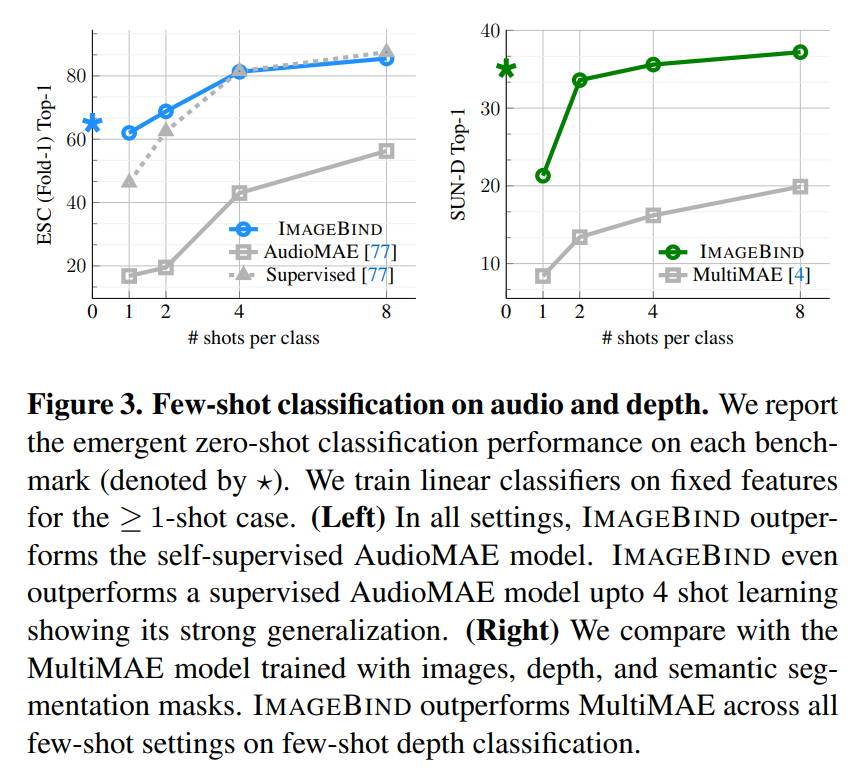 ESC (Fold-1) Top-1
80
60
40
20
0 1 2 4 8
# shots per class
IMAGEBIND
AudioMAE [77]
Supervised [77]
SUN-D Top-1
40
30
20
10
0 1 2 4 8
# shots per class
IMAGEBIND
MultiMAE [4]
Figure 3. Few-shot classification on audio and depth. We report
the emergent zero-shot classification performance on each bench-
mark (denoted by ⋆). We train linear classifiers on fixed features
for the ≥ 1-shot case. (Left) In all settings, IMAGEBIND outper-
forms the self-supervised AudioMAE model. IMAGEBIND even
outperforms a supervised AudioMAE model upto 4 shot learning
showing its strong generalization. (Right) We compare with the
MultiMAE model trained with images, depth, and semantic seg-
mentation masks. IMAGEBIND outperforms MultiMAE across all
few-shot settings on few-shot depth classification.